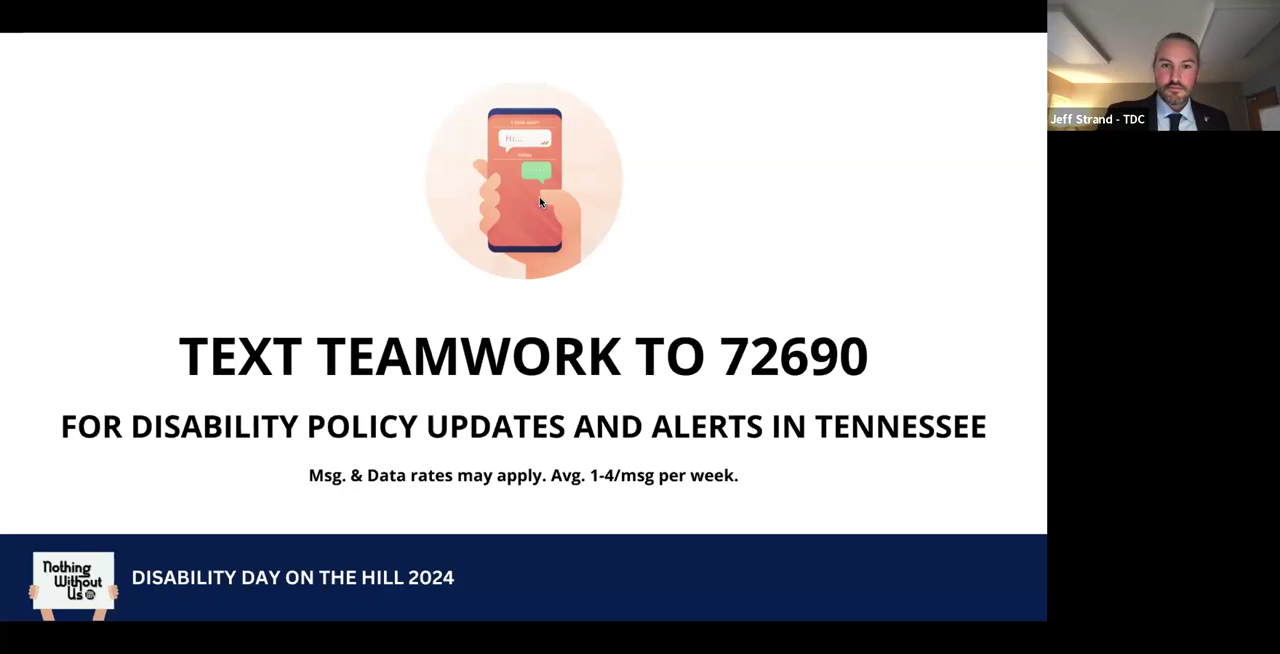 Hi...
TEXT TEAMWORK TO 72690
FOR DISABILITY POLICY UPDATES AND ALERTS IN TENNESSEE
Msg. & Data rates may apply. Avg. 1-4/msg per week.
Nothing
Without
Us
DISABILITY DAY ON THE HILL 2024
Jeff Strand - TDC